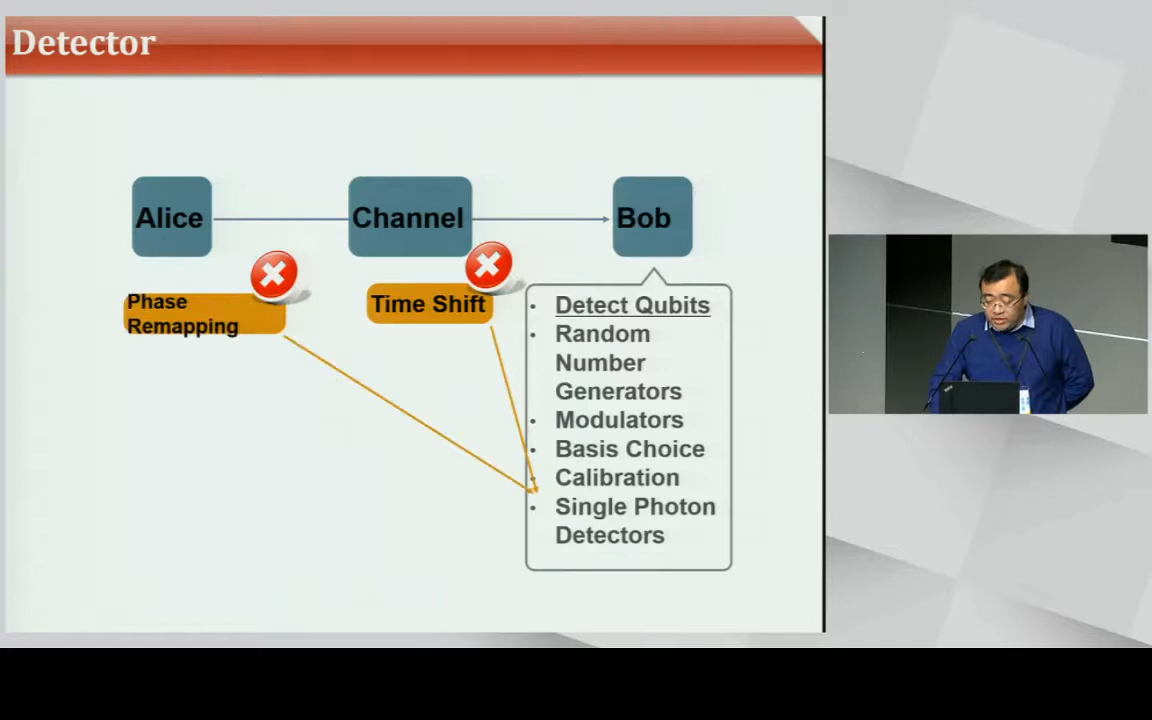 Detector
Alice
Channel
Bob
Phase
Remapping
Time Shift
• Detect Qubits
• Random
Number
Generators
• Modulators
• Basis Choice
• Calibration
• Single Photon
Detectors